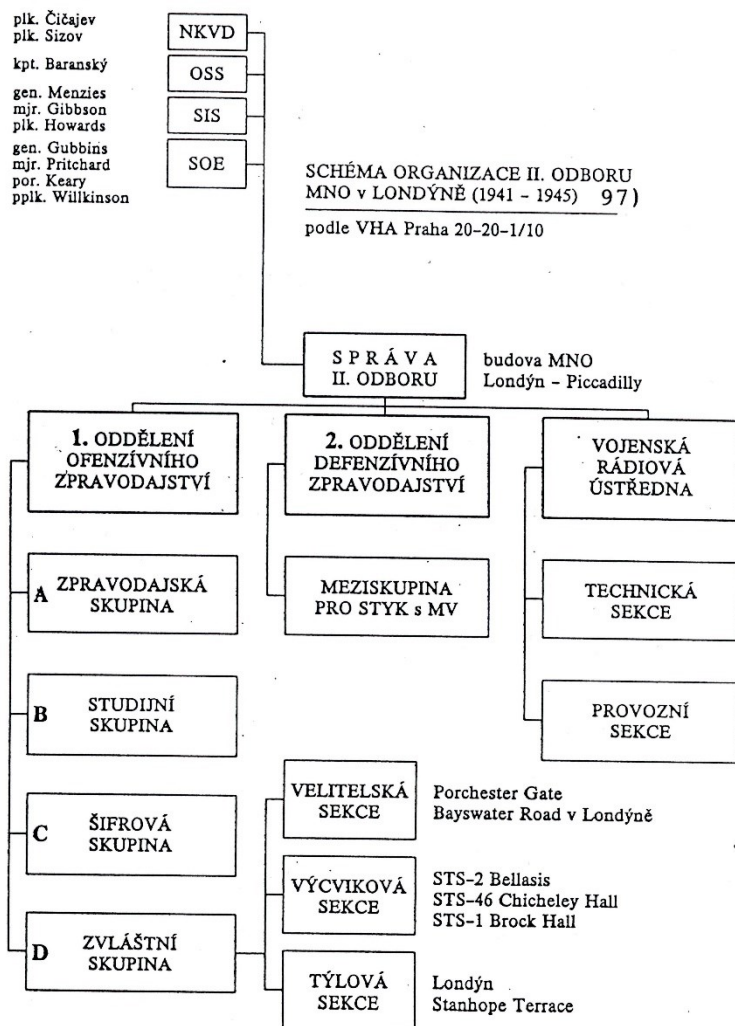 plk. Čičajev
plk. Sizov
NKVD
kpt. Baranský
OSS
gen. Menzies
mjr. Gibbson
plk. Howards
SIS
gen. Gubbins
mjr. Pritchard
por. Keary
pplk. Willkinson
SOE
SCHÉMA ORGANIZACE II. ODBORU
MNO v LONDÝNĚ (1941 - 1945) 97)
podle VHA Praha 20-20-1/10
S P R Á V A
II. ODBORU
budova MNO
Londýn - Piccadilly
1. ODDĚLENÍ
OFENZÍVNÍHO
ZPRAVODAJSTVÍ
2. ODDĚLENÍ
DEFENZÍVNÍHO
ZPRAVODAJSTVÍ
VOJENSKÁ
RÁDIOVÁ
ÚSTŘEDNA
A ZPRAVODAJSKÁ
SKUPINA
MEZISKUPINA
PRO STYK s MV
TECHNICKÁ
SEKCE
B STUDIJNÍ
SKUPINA
PROVOZNÍ
SEKCE
C ŠIFROVÁ
SKUPINA
VELITELSKÁ
SEKCE
Porchester Gate
Bayswater Road v Londýně
VÝCVIKOVÁ
SEKCE
STS-2 Bellasis
STS-46 Chicheley Hall
STS-1 Brock Hall
D ZVLÁŠTNÍ
SKUPINA
TÝLOVÁ
SEKCE
Londýn
Stanhope Terrace